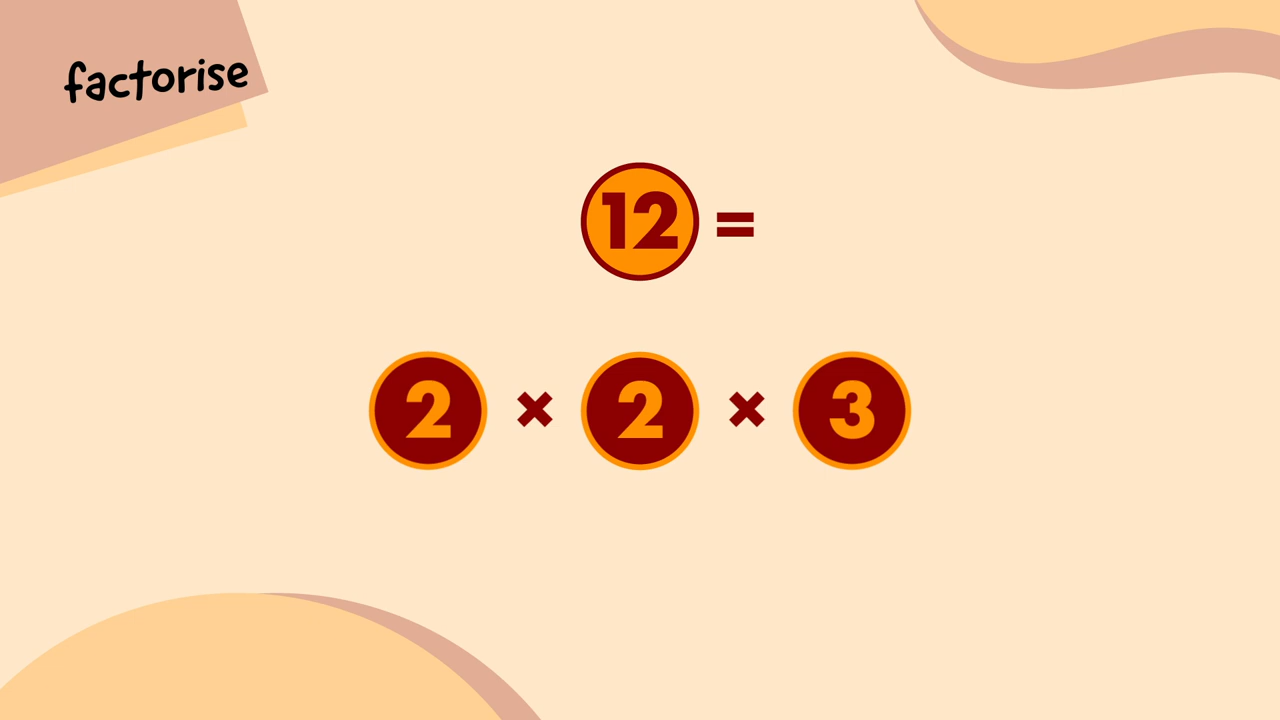 factorise
12 =
2 × 2 × 3